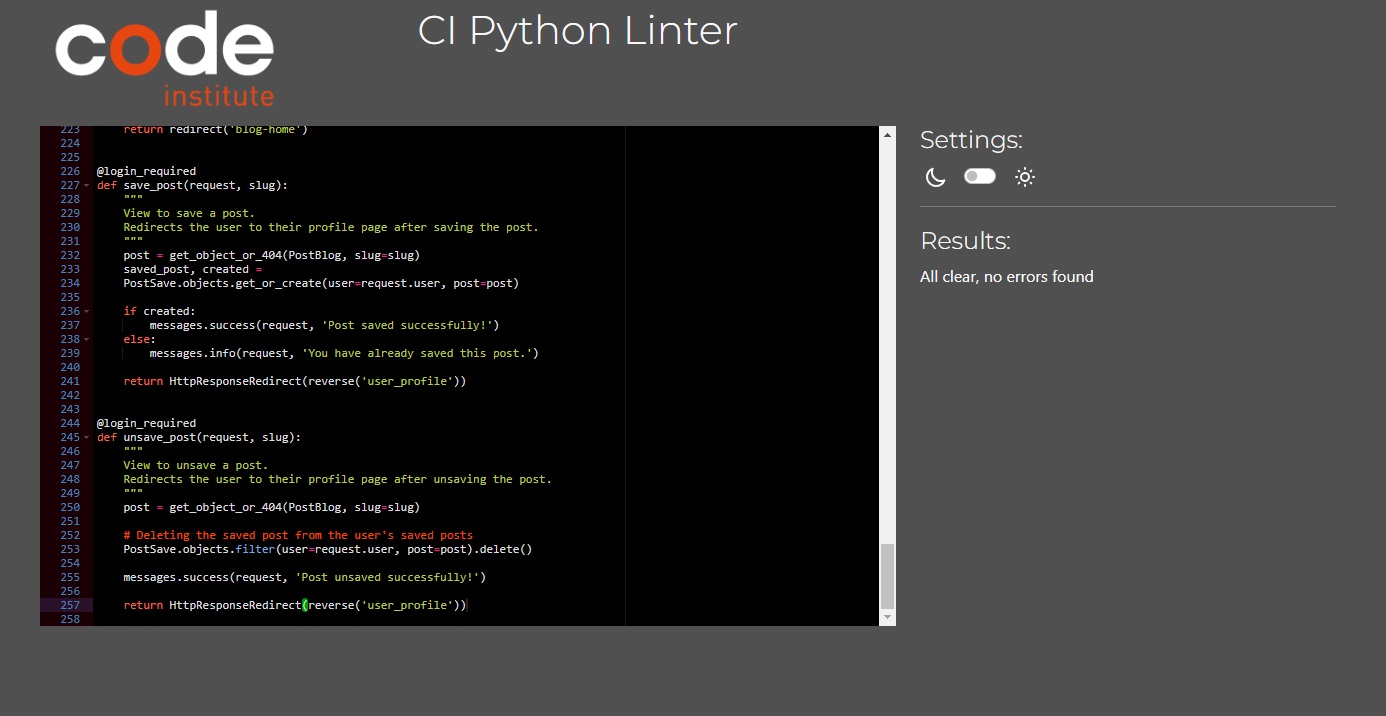 code
institute
CI Python Linter
223 return redirect('blog-home')
224
225
226 @login_required
227 def save_post(request, slug):
228 """
229 View to save a post.
230 Redirects the user to their profile page after saving the post.
231 """
232 post = get_object_or_404(PostBlog, slug=slug)
233 saved_post, created =
234 PostSave.objects.get_or_create(user=request.user, post=post)
235
236 if created:
237 messages.success(request, 'Post saved successfully!')
238 else:
239 messages.info(request, 'You have already saved this post.')
240
241 return HttpResponseRedirect(reverse('user_profile'))
242
243
244 @login_required
245 def unsave_post(request, slug):
246 """
247 View to unsave a post.
248 Redirects the user to their profile page after unsaving the post.
249 """
250 post = get_object_or_404(PostBlog, slug=slug)
251
252 # Deleting the saved post from the user's saved posts
253 PostSave.objects.filter(user=request.user, post=post).delete()
254
255 messages.success(request, 'Post unsaved successfully!')
256
257 return HttpResponseRedirect(reverse('user_profile'))
258
Settings:
Results:
All clear, no errors found